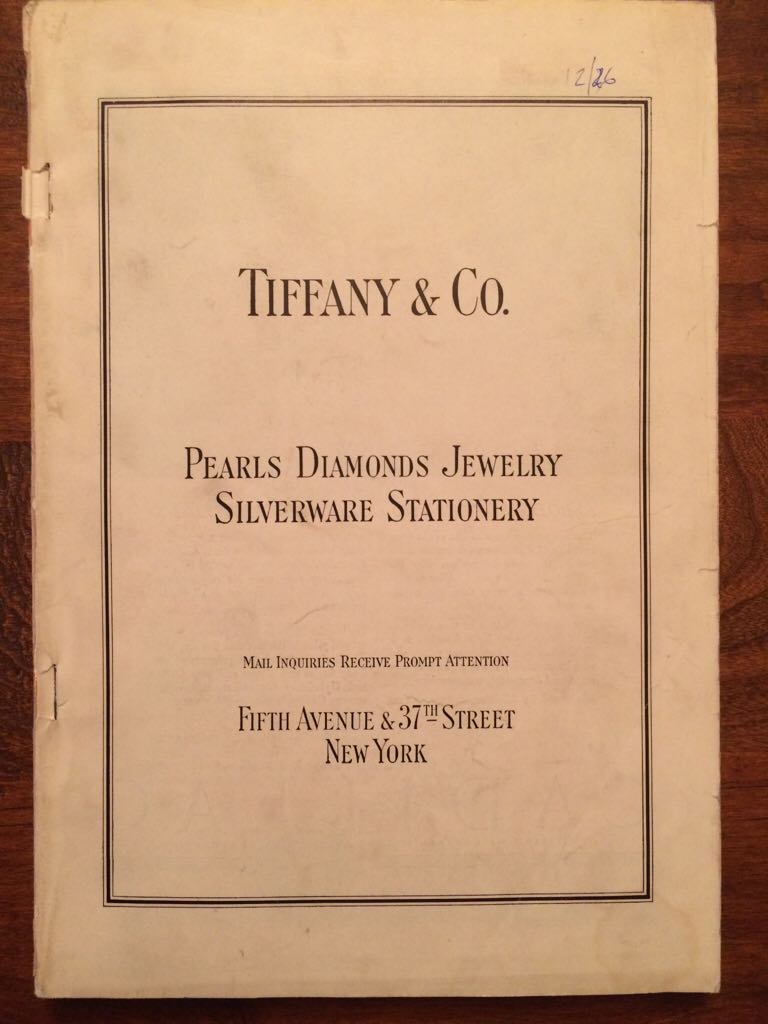 12/26
TIFFANY & CO.
PEARLS DIAMONDS JEWELRY
SILVERWARE STATIONERY
MAIL INQUIRIES RECEIVE PROMPT ATTENTION
FIFTH AVENUE & 37TH STREET
NEW YORK